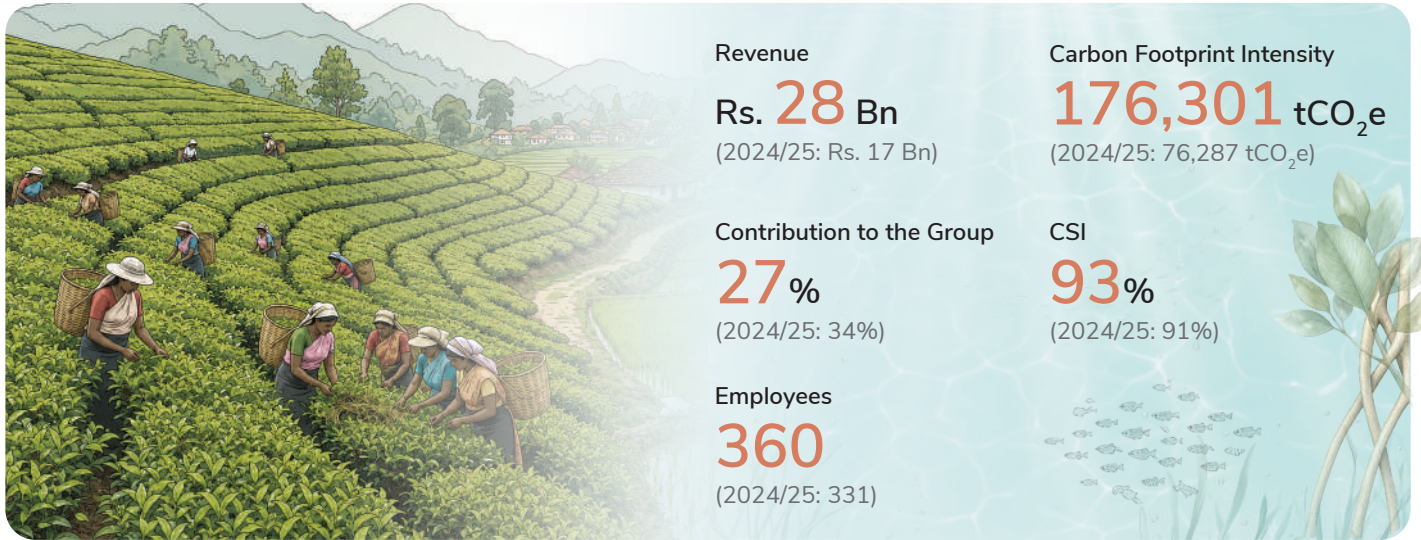 Revenue
Rs. 28 Bn
(2024/25: Rs. 17 Bn)
Carbon Footprint Intensity
176,301 tCO₂e
(2024/25: 76,287 tCO₂e)
Contribution to the Group
27%
(2024/25: 34%)
CSI
93%
(2024/25: 91%)
Employees
360
(2024/25: 331)